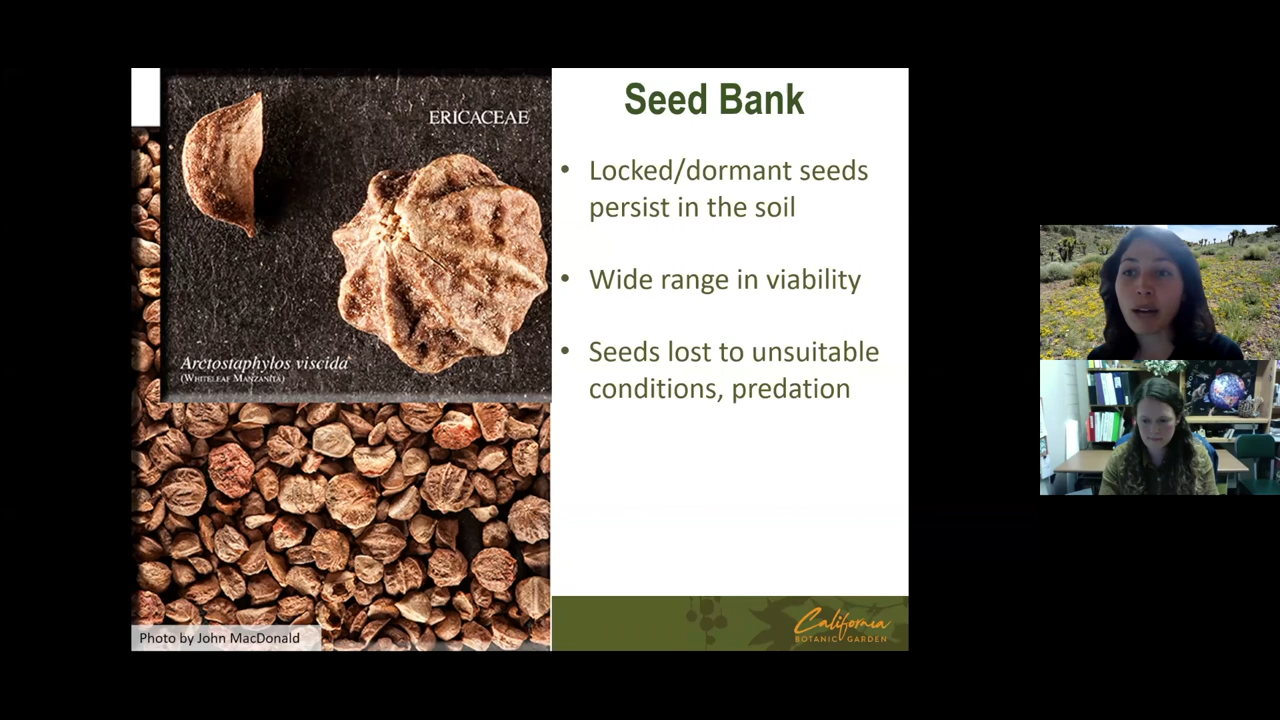 ERICACEAE
Arctostaphylos viscida
(WHITELEAF MANZANITA)
Photo by John MacDonald
Seed Bank
• Locked/dormant seeds
persist in the soil
• Wide range in viability
• Seeds lost to unsuitable
conditions, predation
California
BOTANIC GARDEN